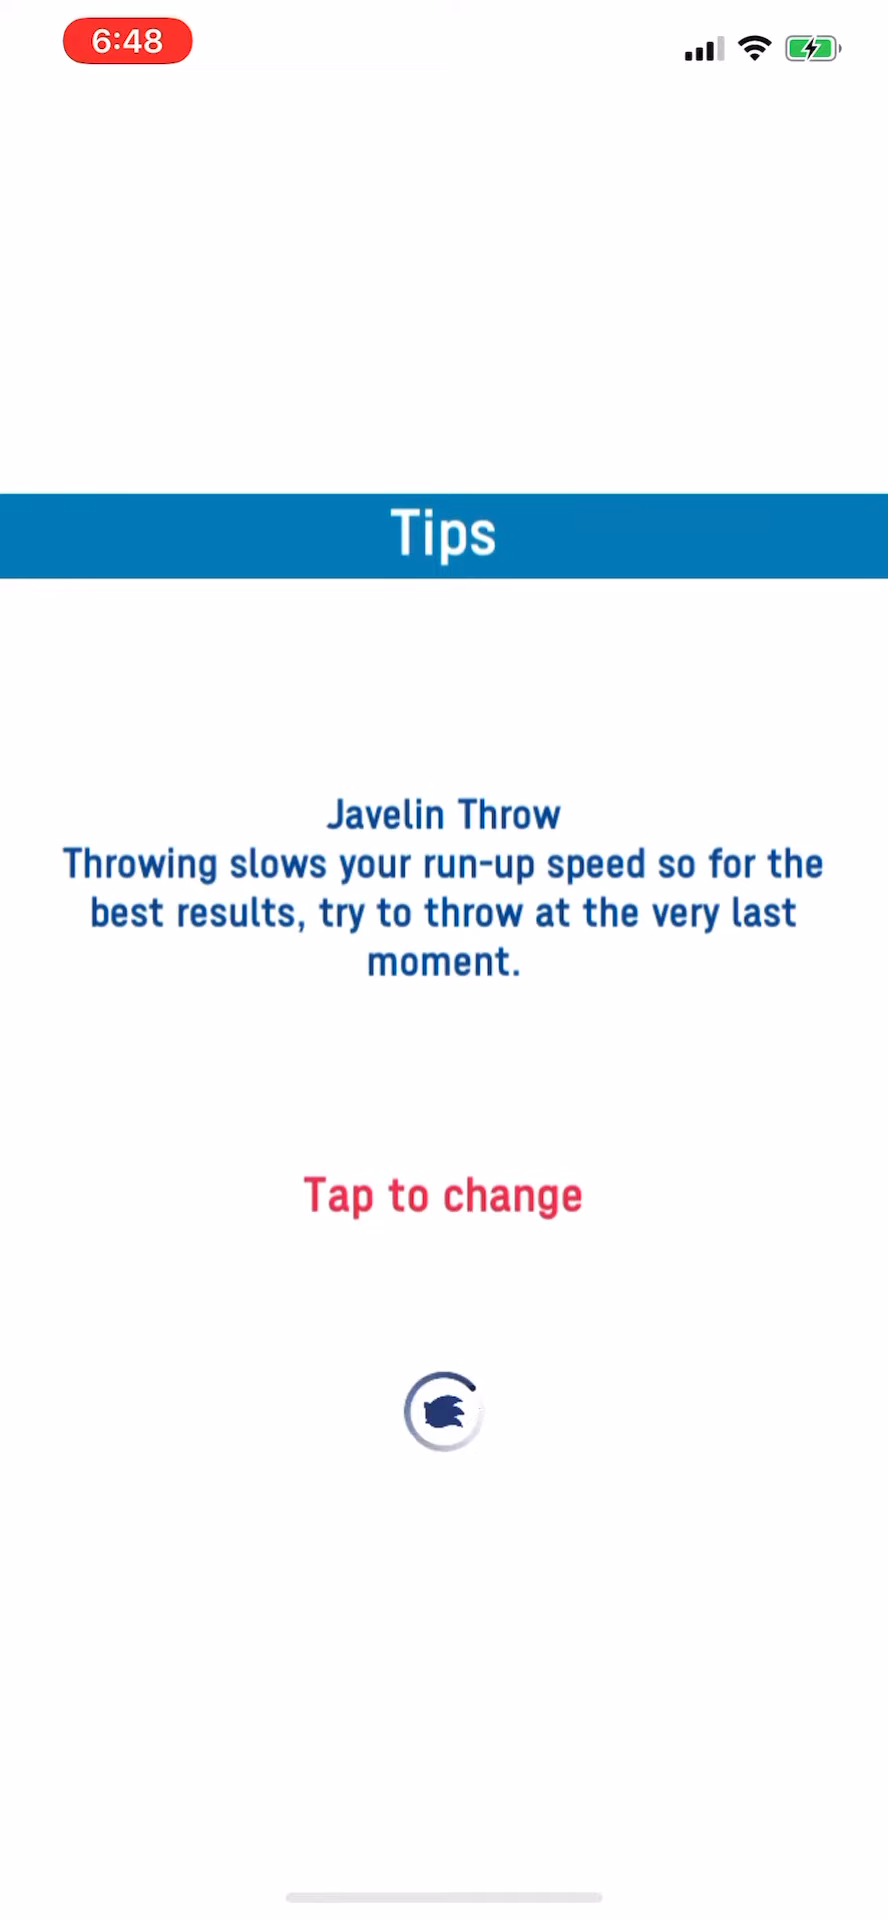 6:48
Tips
Javelin Throw
Throwing slows your run-up speed so for the
best results, try to throw at the very last
moment.
Tap to change